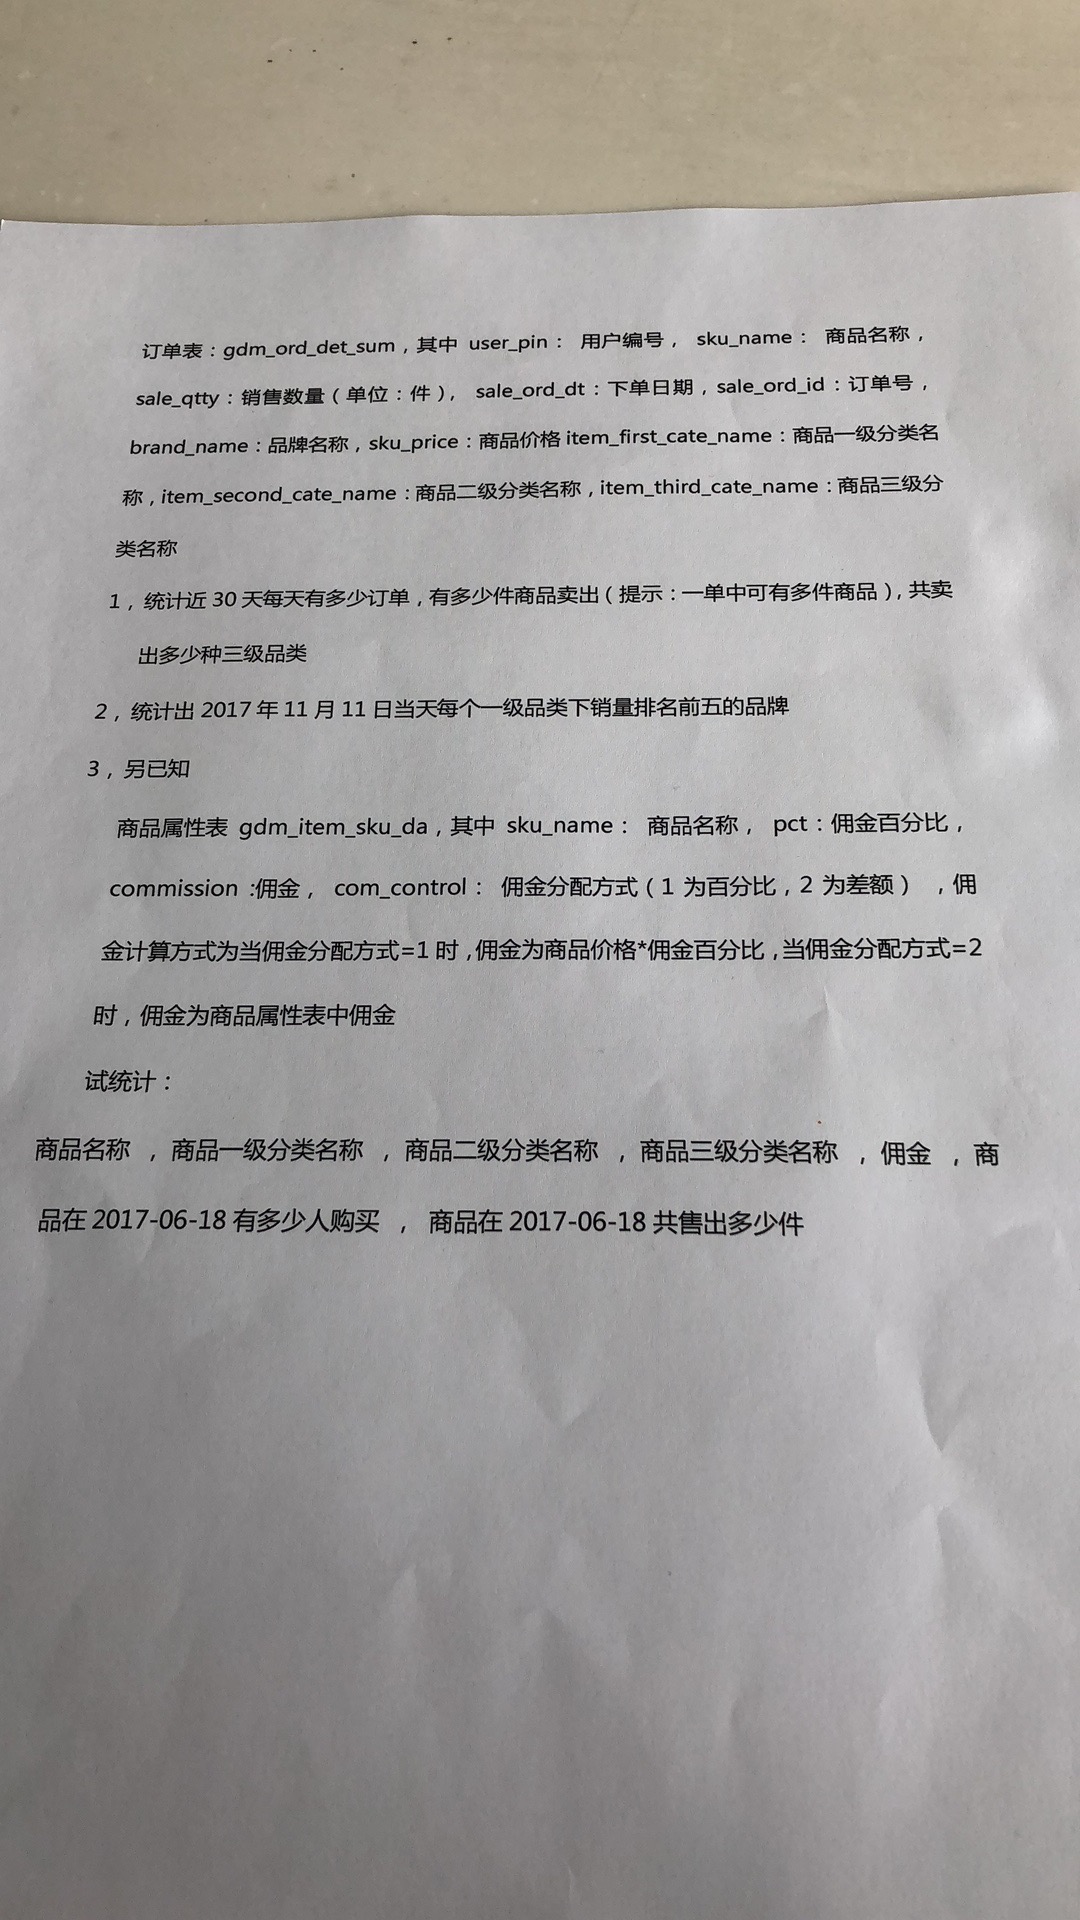 订单表：gdm_ord_det_sum，其中 user_pin： 用户编号， sku_name： 商品名称，
sale_qtty：销售数量（单位：件）， sale_ord_dt：下单日期，sale_ord_id：订单号，
brand_name：品牌名称，sku_price：商品价格 item_first_cate_name：商品一级分类名
称，item_second_cate_name：商品二级分类名称，item_third_cate_name：商品三级分
类名称
1，统计近 30 天每天有多少订单，有多少件商品卖出（提示：一单中可有多件商品），共卖
出多少种三级品类
2，统计出 2017 年 11 月 11 日当天每个一级品类下销量排名前五的品牌
3，另已知
商品属性表 gdm_item_sku_da，其中 sku_name： 商品名称， pct：佣金百分比，
commission :佣金， com_control： 佣金分配方式（1 为百分比，2 为差额） ，佣
金计算方式为当佣金分配方式=1 时，佣金为商品价格*佣金百分比，当佣金分配方式=2
时，佣金为商品属性表中佣金
试统计：
商品名称 ，商品一级分类名称 ，商品二级分类名称 ，商品三级分类名称 ，佣金 ，商
品在 2017-06-18 有多少人购买 ， 商品在 2017-06-18 共售出多少件